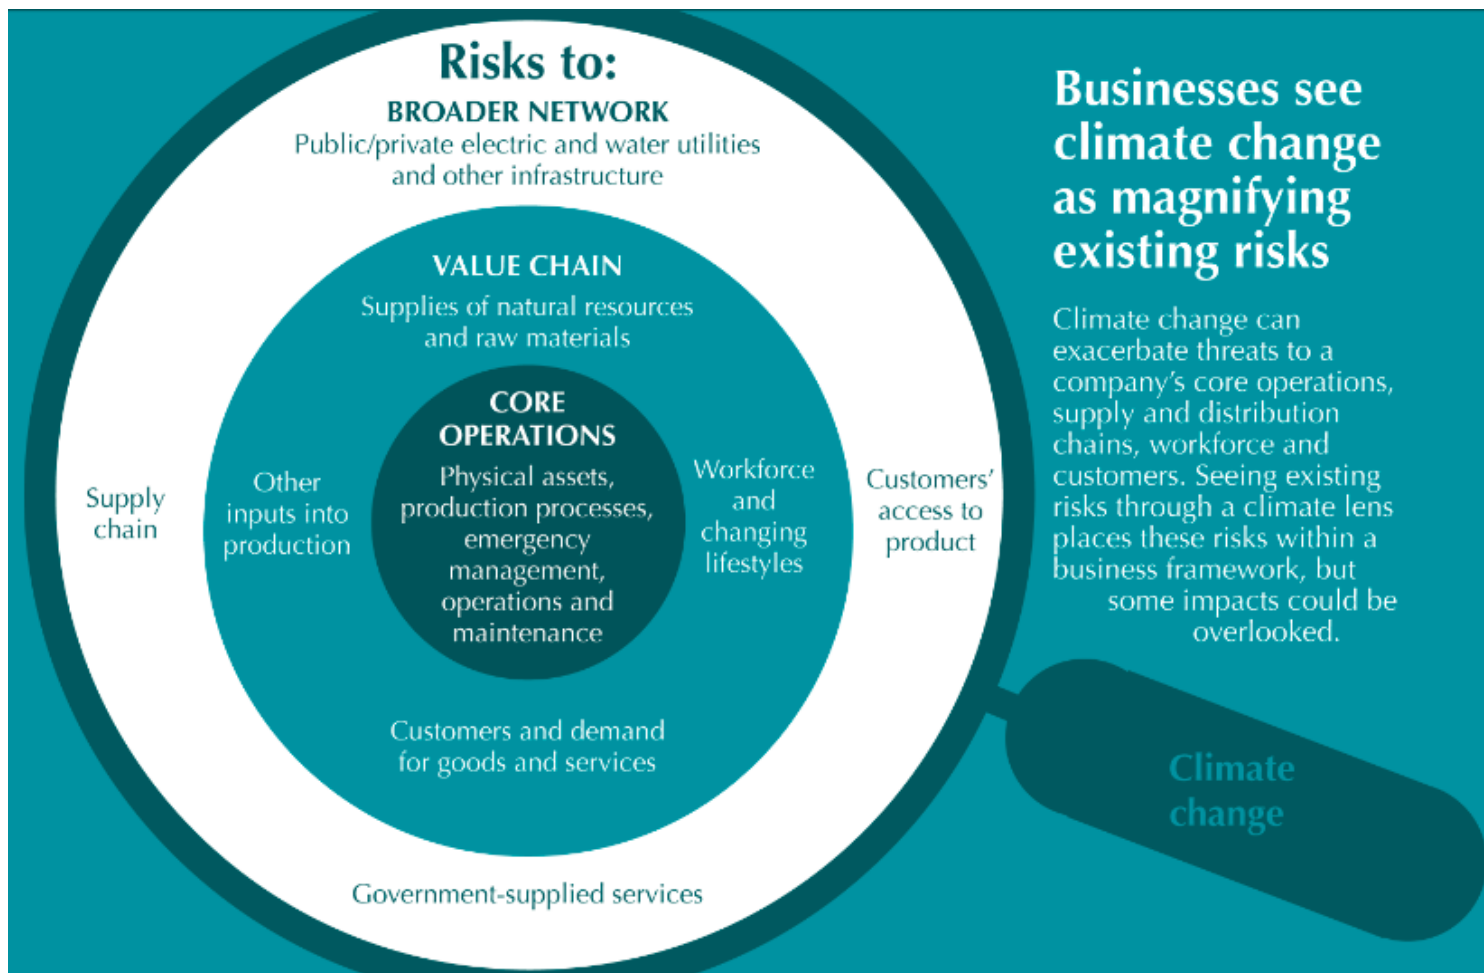 Risks to:
BROADER NETWORK
Public/private electric and water utilities
and other infrastructure
VALUE CHAIN
Supplies of natural resources
and raw materials
CORE
OPERATIONS
Physical assets,
production processes,
emergency
management,
operations and
maintenance
Supply
chain
Other
inputs into
production
Workforce
and
changing
lifestyles
Customers’
access to
product
Customers and demand
for goods and services
Government-supplied services
Businesses see
climate change
as magnifying
existing risks
Climate change can
exacerbate threats to a
company’s core operations,
supply and distribution
chains, workforce and
customers. Seeing existing
risks through a climate lens
places these risks within a
business framework, but
some impacts could be
overlooked.
Climate
change